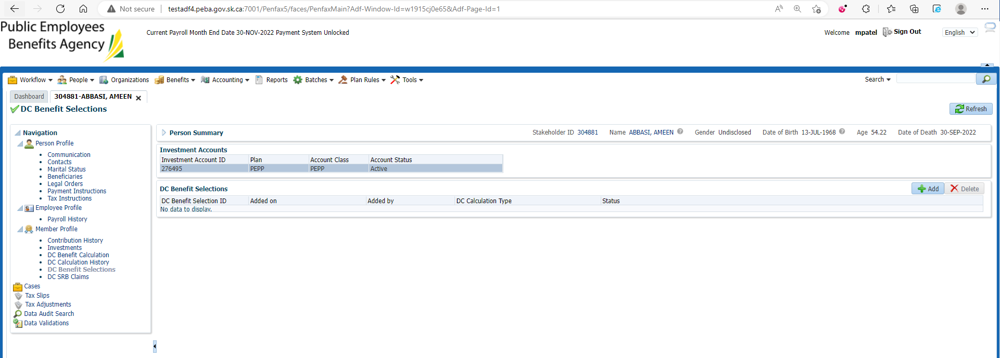 Not secure | testadf4.peba.gov.sk.ca:7001/Penfax5/faces/PenfaxMain?Adf-Window-Id=w1915cj0e65&Adf-Page-Id=1
Public Employees
Benefits Agency
Current Payroll Month End Date 30-NOV-2022 Payment System Unlocked
Welcome mpatel Sign Out English
Workflow People Organizations Benefits Accounting Reports Batches Plan Rules Tools Search
Dashboard 304881-ABBASI, AMEEN
DC Benefit Selections Refresh
Navigation
Person Profile
Communication
Contacts
Marital Status
Beneficiaries
Legal Orders
Payment Instructions
Tax Instructions
Employee Profile
Payroll History
Member Profile
Contribution History
Investments
DC Benefit Calculation
DC Calculation History
DC Benefit Selections
DC SRB Claims
Cases
Tax Slips
Tax Adjustments
Data Audit Search
Data Validations
Person Summary Stakeholder ID 304881 Name ABBASI, AMEEN Gender Undisclosed Date of Birth 13-JUL-1968 Age 54.22 Date of Death 30-SEP-2022
Investment Accounts
Investment Account ID Plan Account Class Account Status
276495 PEPP PEPP Active
DC Benefit Selections Add Delete
DC Benefit Selection ID Added on Added by DC Calculation Type Status
No data to display.